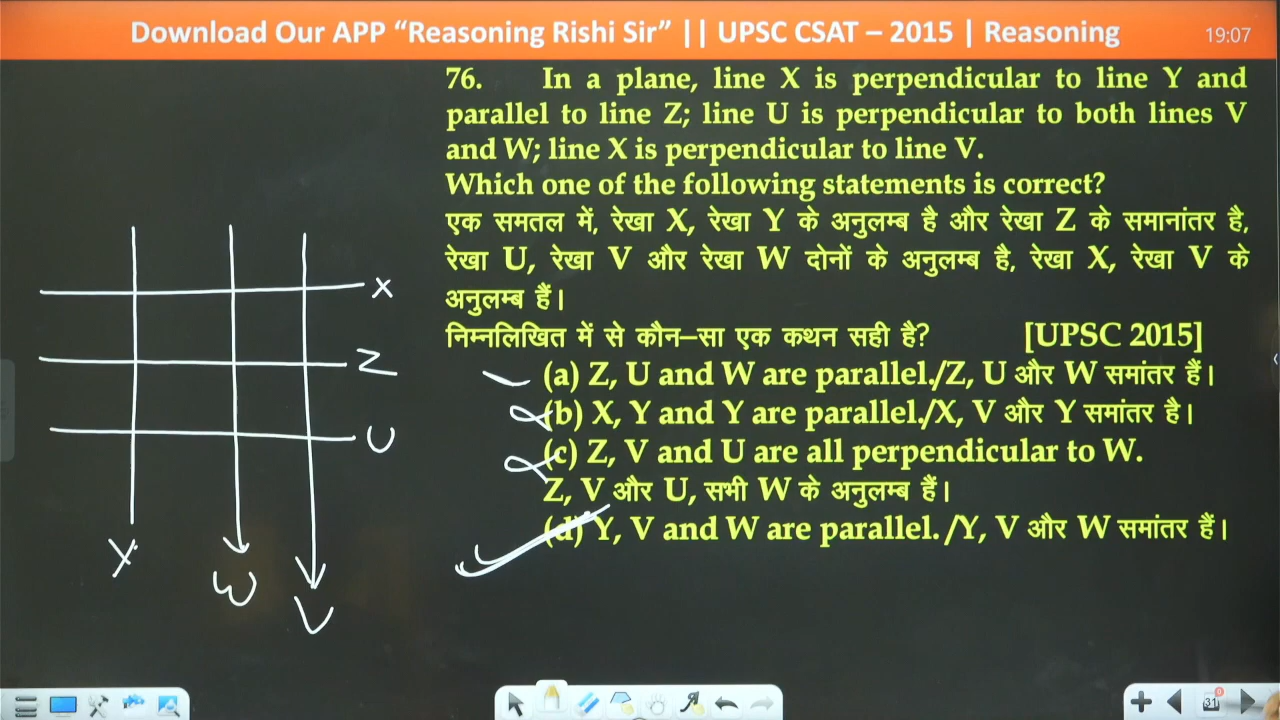 Download Our APP “Reasoning Rishi Sir” || UPSC CSAT – 2015 | Reasoning
19:07
76. In a plane, line X is perpendicular to line Y and
parallel to line Z; line U is perpendicular to both lines V
and W; line X is perpendicular to line V.
Which one of the following statements is correct?
एक समतल में, रेखा X, रेखा Y के अनुलम्ब है और रेखा Z के समानांतर है,
रेखा U, रेखा V और रेखा W दोनों के अनुलम्ब है, रेखा X, रेखा V के
अनुलम्ब हैं।
निम्नलिखित में से कौन–सा एक कथन सही है? [UPSC 2015]
(a) Z, U and W are parallel./Z, U और W समांतर हैं।
(b) X, Y and Y are parallel./X, V और Y समांतर है।
(c) Z, V and U are all perpendicular to W.
Z, V और U, सभी W के अनुलम्ब हैं।
(d) Y, V and W are parallel. /Y, V और W समांतर हैं।
X
Z
U
Y
W
V
31